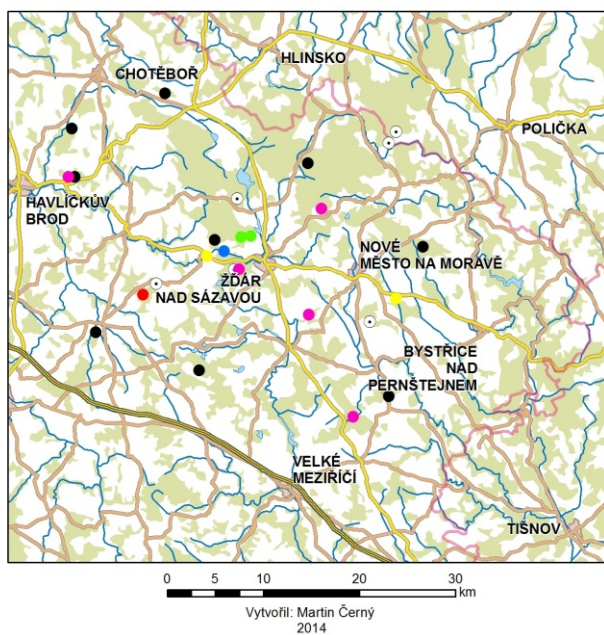 HLINSKO
CHOTĚBOŘ
POLIČKA
HAVLÍČKŮV
BROD
NOVÉ
MĚSTO NA MORAVĚ
ŽĎÁR
NAD SÁZAVOU
BYSTŘICE
NAD
PERNŠTEJNEM
VELKÉ
MEZIŘÍČÍ
TIŠNOV
0 5 10 20 30
km
Vytvořil: Martin Černý
2014